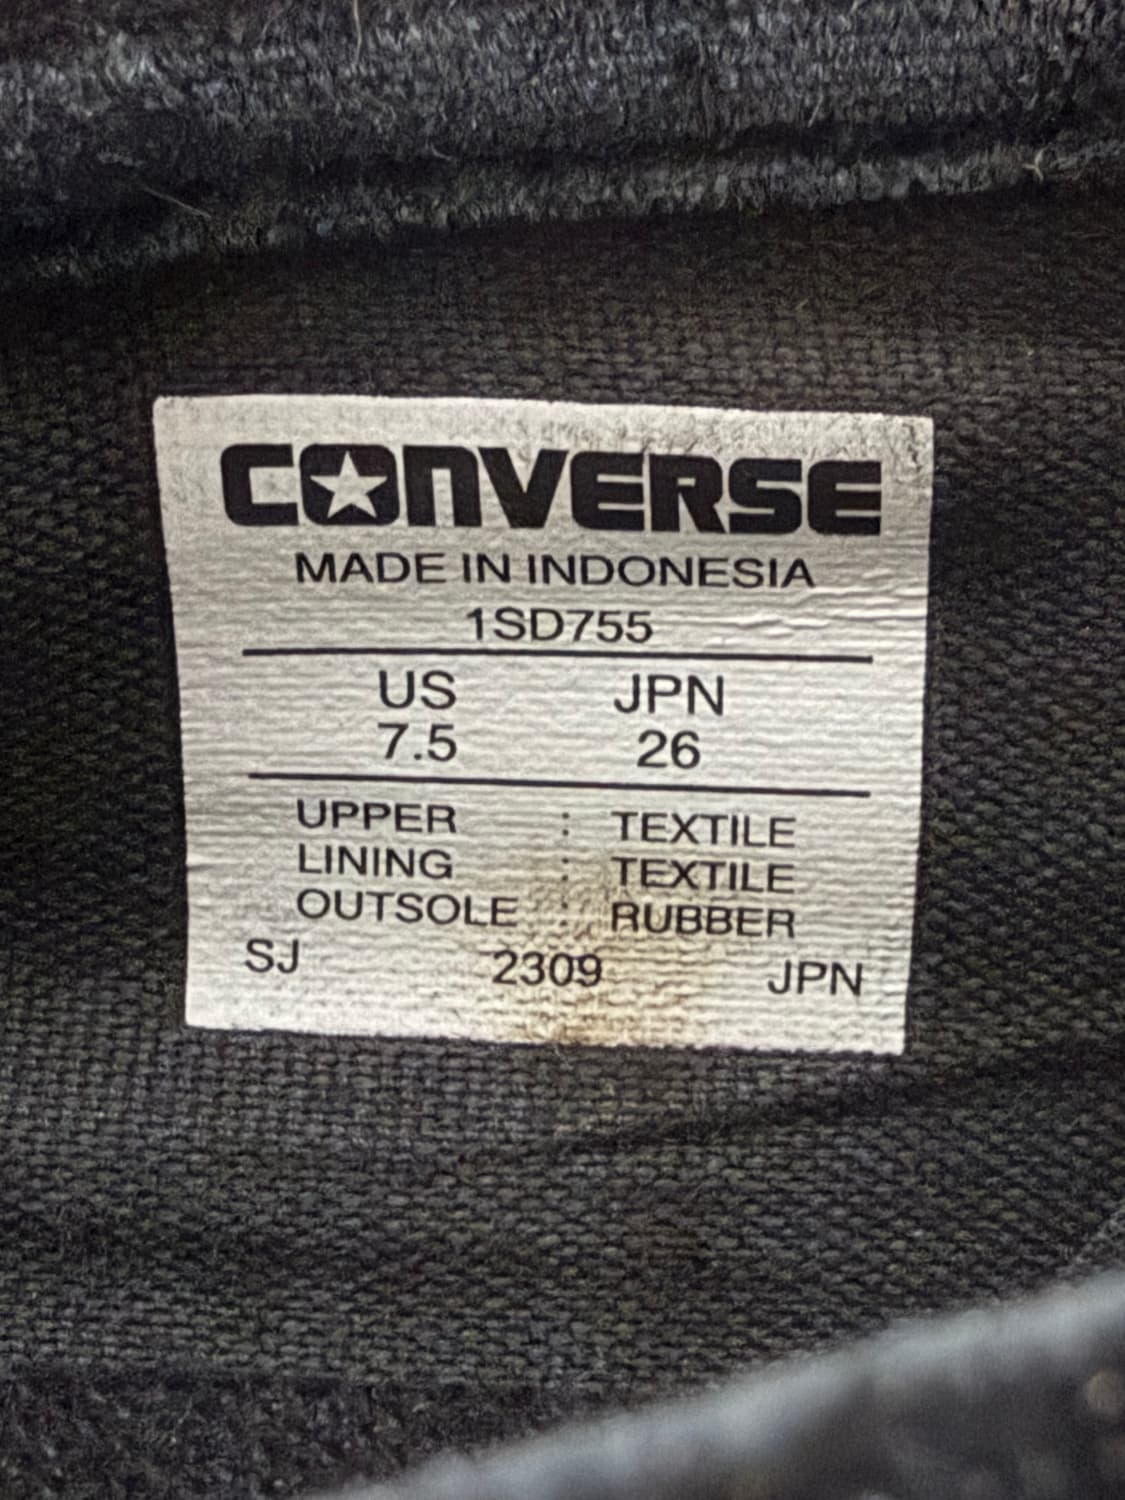 CONVERSE
MADE IN INDONESIA
1SD755
US JPN
7.5 26
UPPER : TEXTILE
LINING : TEXTILE
OUTSOLE : RUBBER
SJ 2309 JPN